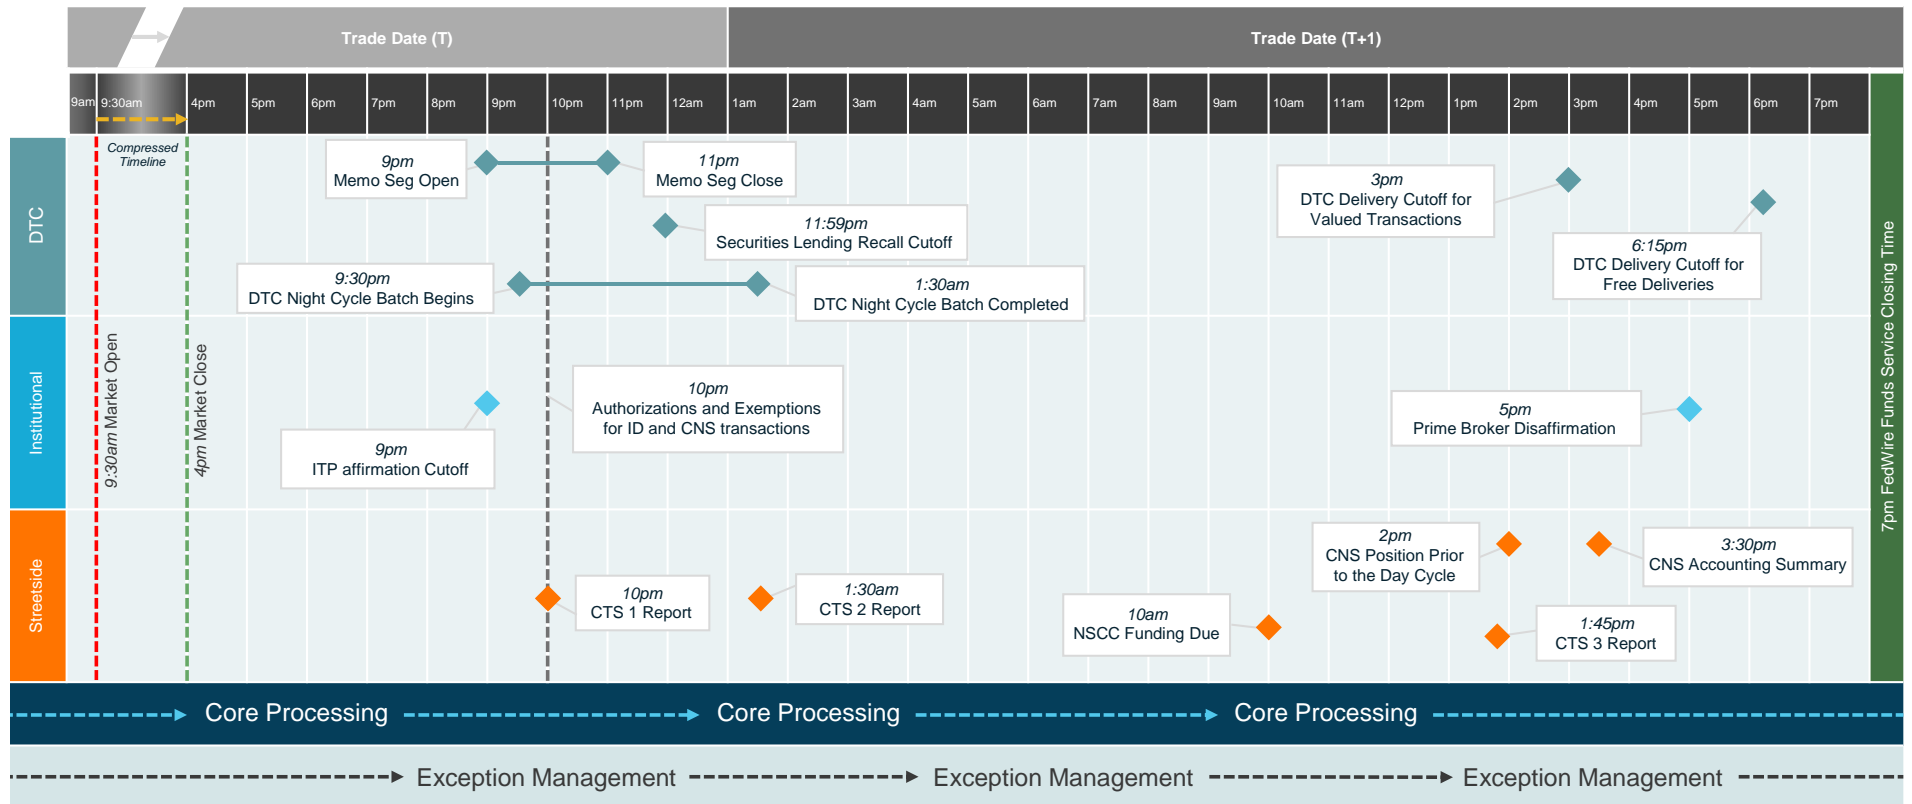 Trade Date (T)
Trade Date (T+1)
9am
9:30am
4pm
5pm
6pm
7pm
8pm
9pm
10pm
11pm
12am
1am
2am
3am
4am
5am
6am
7am
8am
9am
10am
11am
12pm
1pm
2pm
3pm
4pm
5pm
6pm
7pm
Compressed
Timeline
DTC
9pm
Memo Seg Open
11pm
Memo Seg Close
11:59pm
Securities Lending Recall Cutoff
9:30pm
DTC Night Cycle Batch Begins
1:30am
DTC Night Cycle Batch Completed
3pm
DTC Delivery Cutoff for
Valued Transactions
6:15pm
DTC Delivery Cutoff for
Free Deliveries
9:30am Market Open
4pm Market Close
7pm FedWire Funds Service Closing Time
Institutional
9pm
ITP affirmation Cutoff
10pm
Authorizations and Exemptions
for ID and CNS transactions
5pm
Prime Broker Disaffirmation
Streetside
10pm
CTS 1 Report
1:30am
CTS 2 Report
10am
NSCC Funding Due
2pm
CNS Position Prior
to the Day Cycle
3:30pm
CNS Accounting Summary
1:45pm
CTS 3 Report
Core Processing
Core Processing
Core Processing
Exception Management
Exception Management
Exception Management